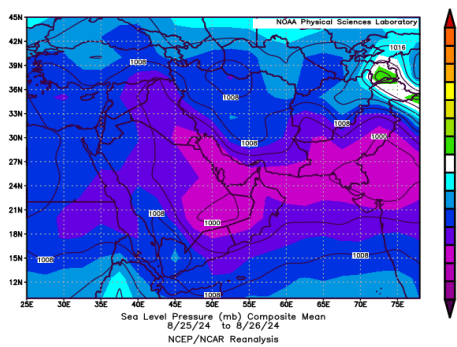 NOAA Physical Sciences Laboratory
45N
42N
39N
36N
33N
30N
27N
24N
21N
18N
15N
12N
1016
1008
1008
1008
1008
1000
1008
1000
1008
1008
1008
25E 30E 35E 40E 45E 50E 55E 60E 65E 70E 75E
Sea Level Pressure (mb) Composite Mean
8/25/24 to 8/26/24
NCEP/NCAR Reanalysis